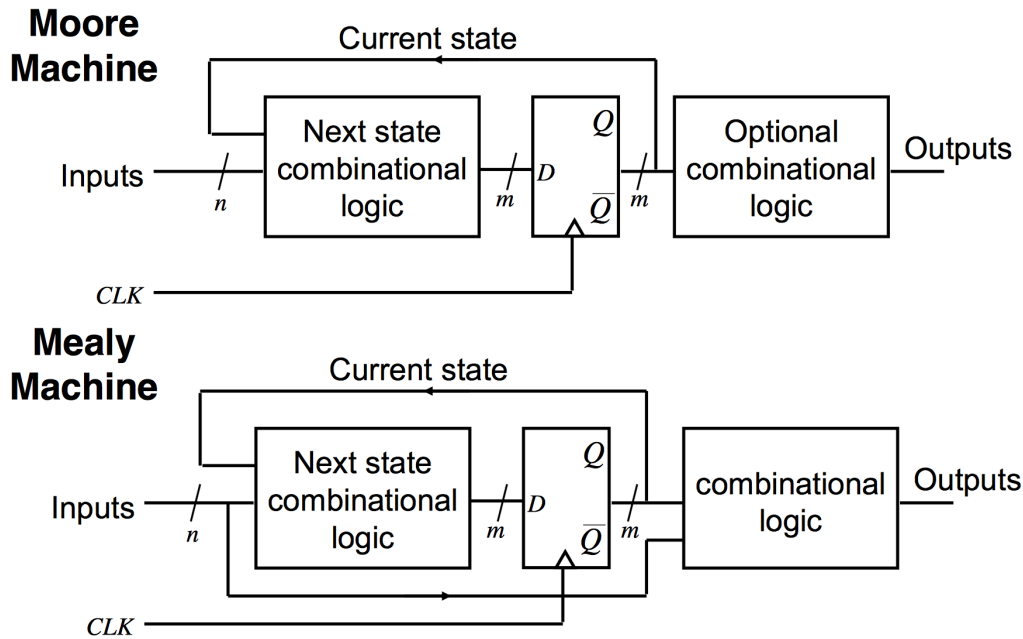 Moore
Machine
Current state
Inputs
n
Next state
combinational
logic
m
D
Q
Q̅
m
Optional
combinational
logic
Outputs
CLK
Mealy
Machine
Current state
Inputs
n
Next state
combinational
logic
m
D
Q
Q̅
m
combinational
logic
Outputs
CLK